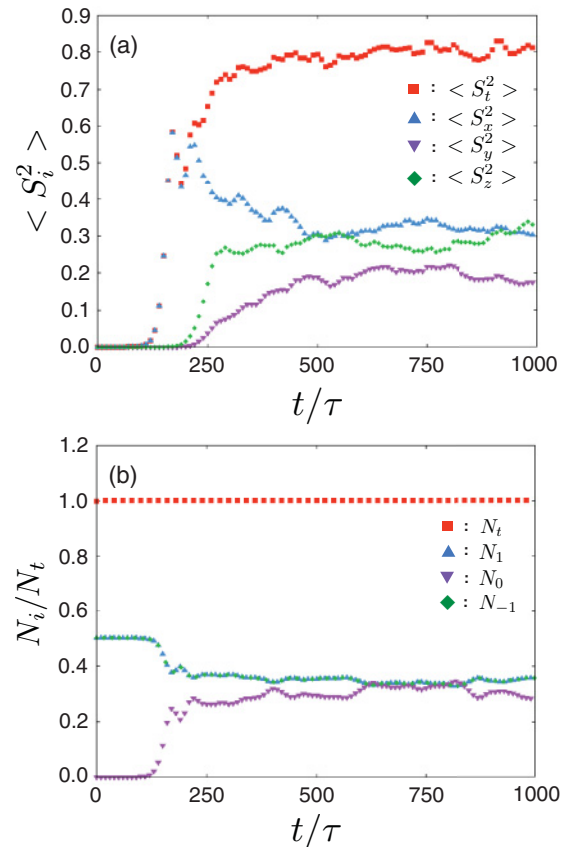 (a)
< S_i^2 >
0.9
0.8
0.7
0.6
0.5
0.4
0.3
0.2
0.1
0.0
: < S_t^2 >
: < S_x^2 >
: < S_y^2 >
: < S_z^2 >
0 250 500 750 1000
t/τ
(b)
N_i/N_t
1.2
1.0
0.8
0.6
0.4
0.2
0.0
: N_t
: N_1
: N_0
: N_{-1}
0 250 500 750 1000
t/τ